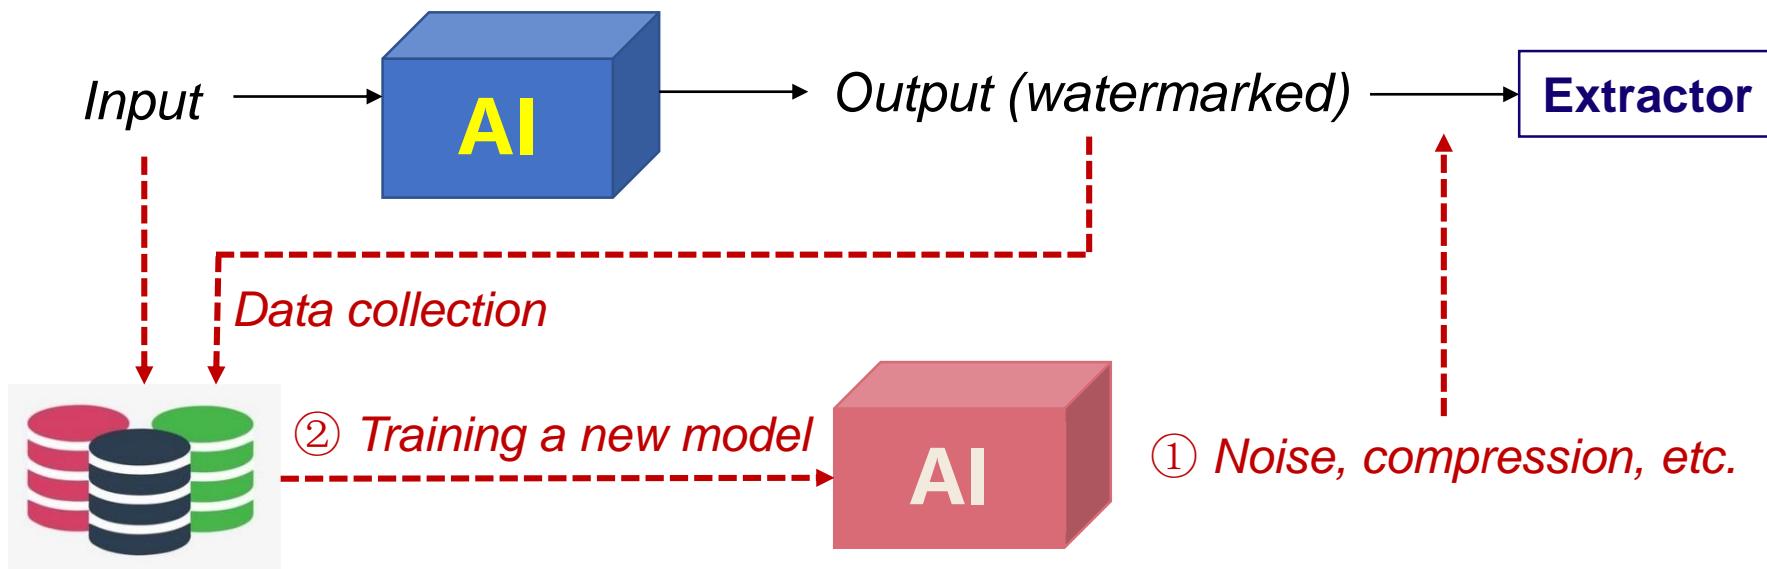 Input
AI
Output (watermarked)
Extractor
Data collection
② Training a new model
AI
① Noise, compression, etc.